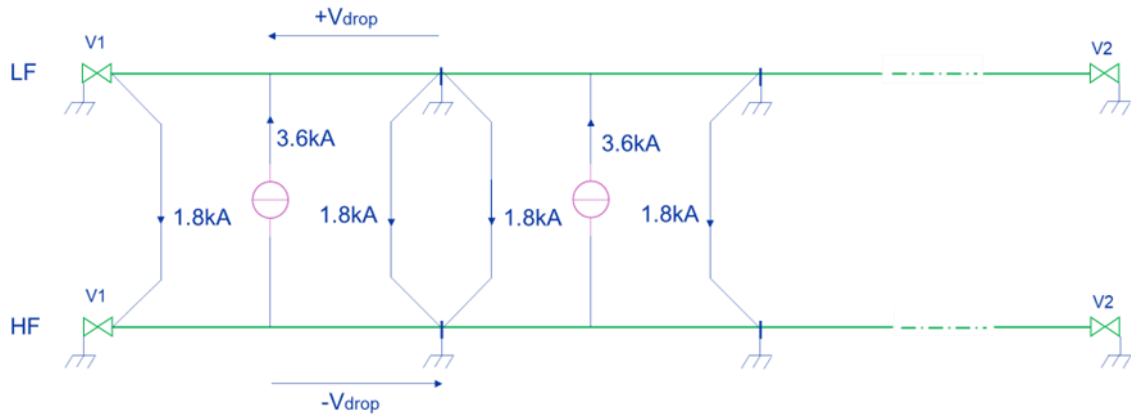 +Vdrop
V1
V2
LF
3.6kA
3.6kA
1.8kA
1.8kA
1.8kA
1.8kA
V1
V2
HF
-Vdrop